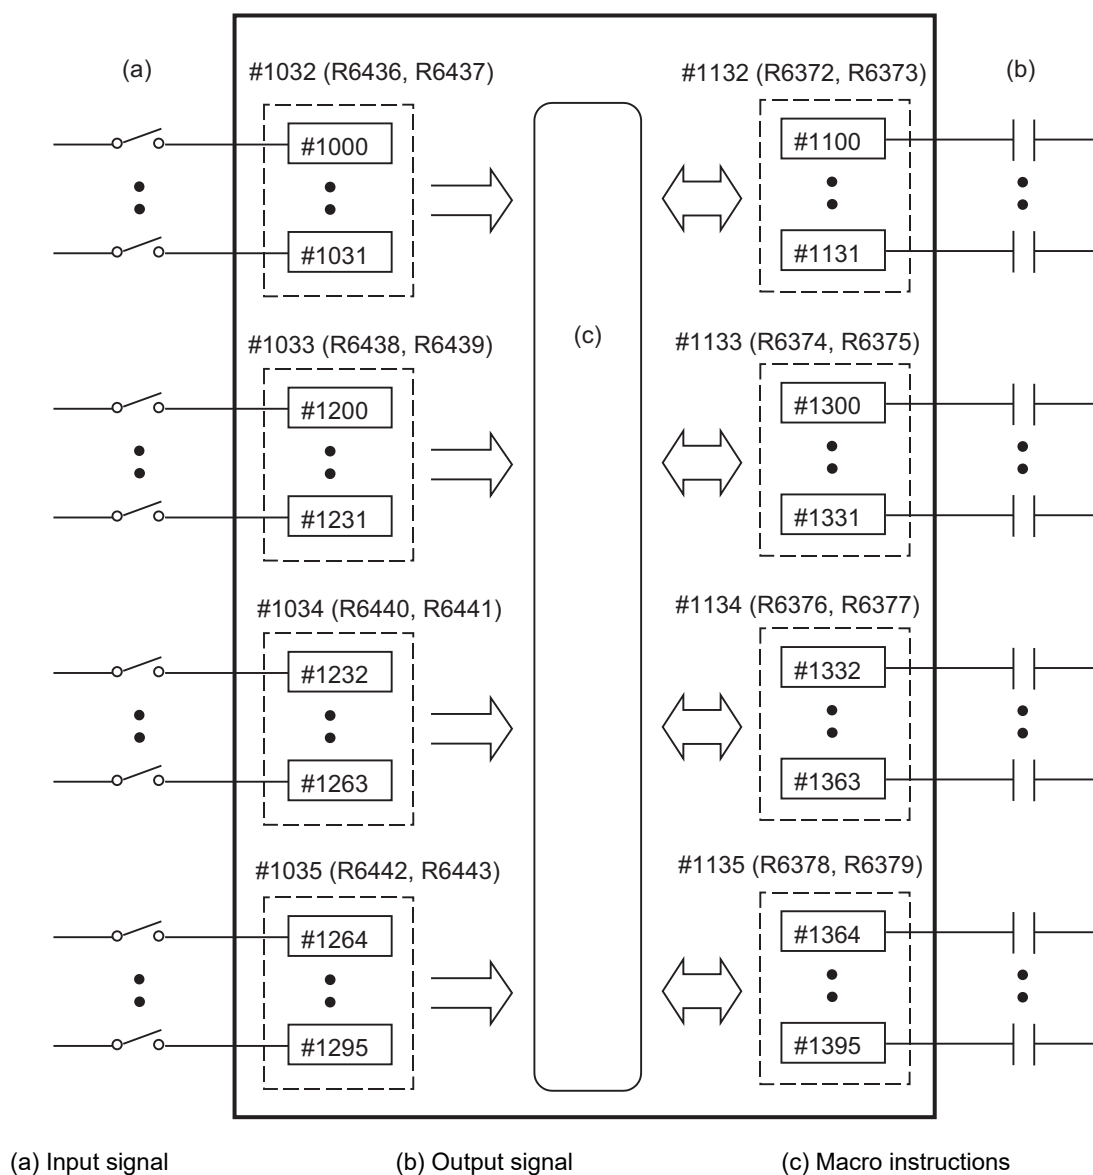 (a)
#1032 (R6436, R6437)
#1132 (R6372, R6373)
(b)
#1000
#1100
#1031
#1131
(c)
#1033 (R6438, R6439)
#1133 (R6374, R6375)
#1200
#1300
#1231
#1331
#1034 (R6440, R6441)
#1134 (R6376, R6377)
#1232
#1332
#1263
#1363
#1035 (R6442, R6443)
#1135 (R6378, R6379)
#1264
#1364
#1295
#1395
(a) Input signal
(b) Output signal
(c) Macro instructions